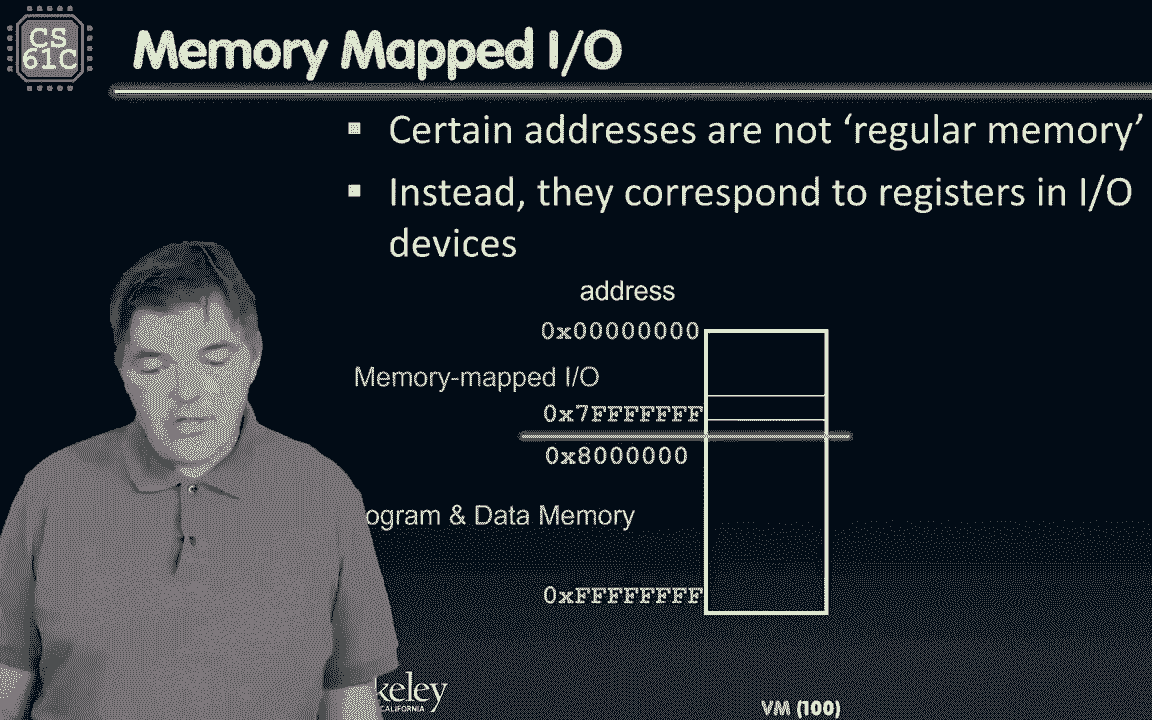 CS
61C
Memory Mapped I/O
Certain addresses are not ‘regular memory’
Instead, they correspond to registers in I/O
devices
address
0x00000000
Memory-mapped I/O
0x7FFFFFFF
0x8000000
ogram & Data Memory
0xFFFFFFFF
keley
CALIFORNIA
VM (100)